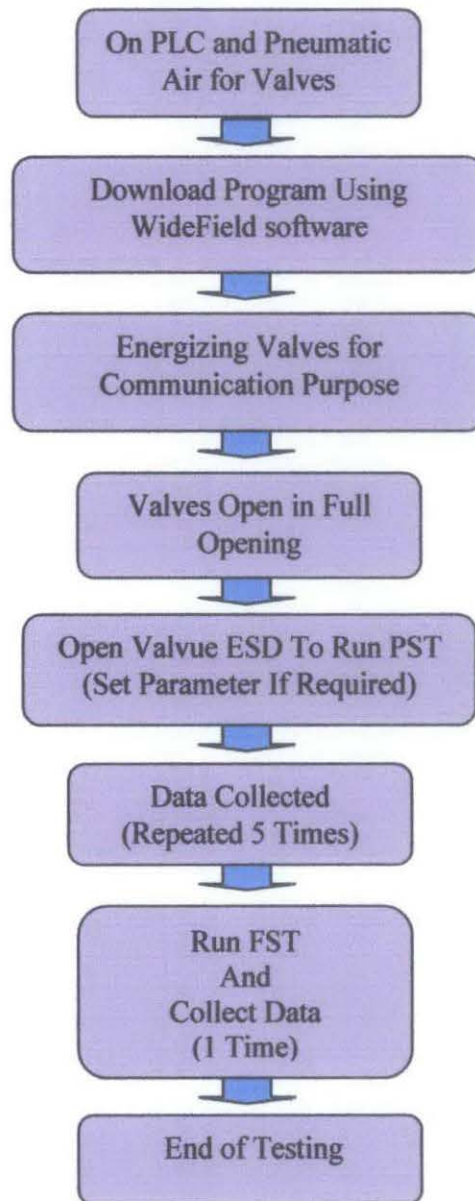 On PLC and Pneumatic
Air for Valves
Download Program Using
WideField software
Energizing Valves for
Communication Purpose
Valves Open in Full
Opening
Open Valvue ESD To Run PST
(Set Parameter If Required)
Data Collected
(Repeated 5 Times)
Run FST
And
Collect Data
(1 Time)
End of Testing